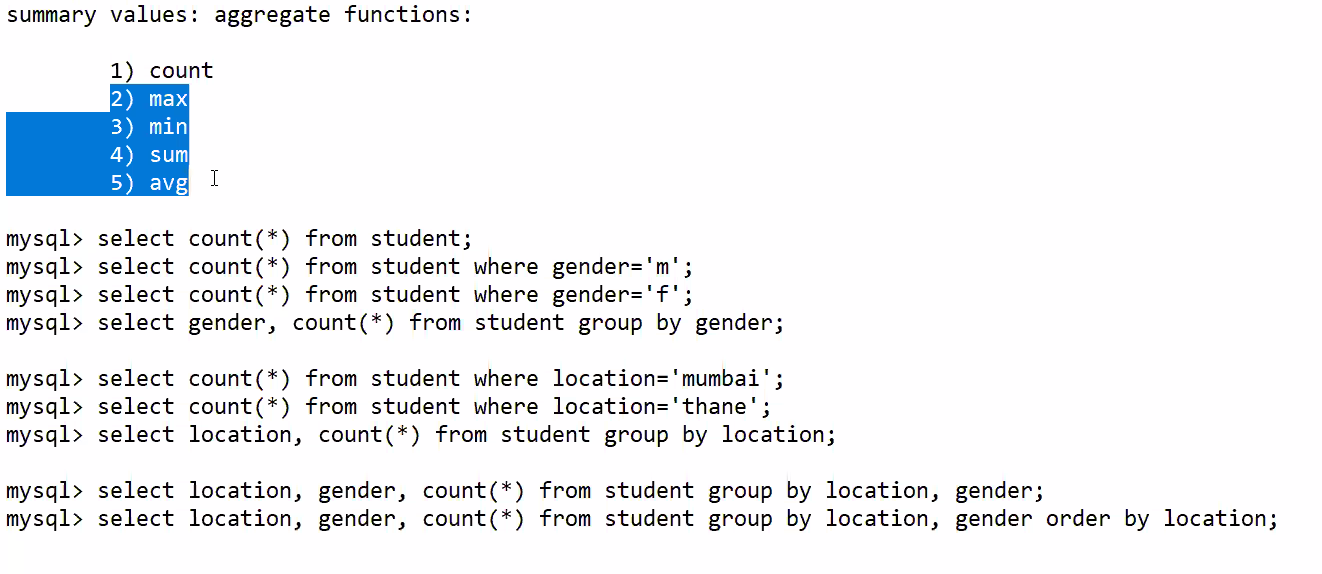 summary values: aggregate functions:
1) count
2) max
3) min
4) sum
5) avg
mysql> select count(*) from student;
mysql> select count(*) from student where gender='m';
mysql> select count(*) from student where gender='f';
mysql> select gender, count(*) from student group by gender;
mysql> select count(*) from student where location='mumbai';
mysql> select count(*) from student where location='thane';
mysql> select location, count(*) from student group by location;
mysql> select location, gender, count(*) from student group by location, gender;
mysql> select location, gender, count(*) from student group by location, gender order by location;